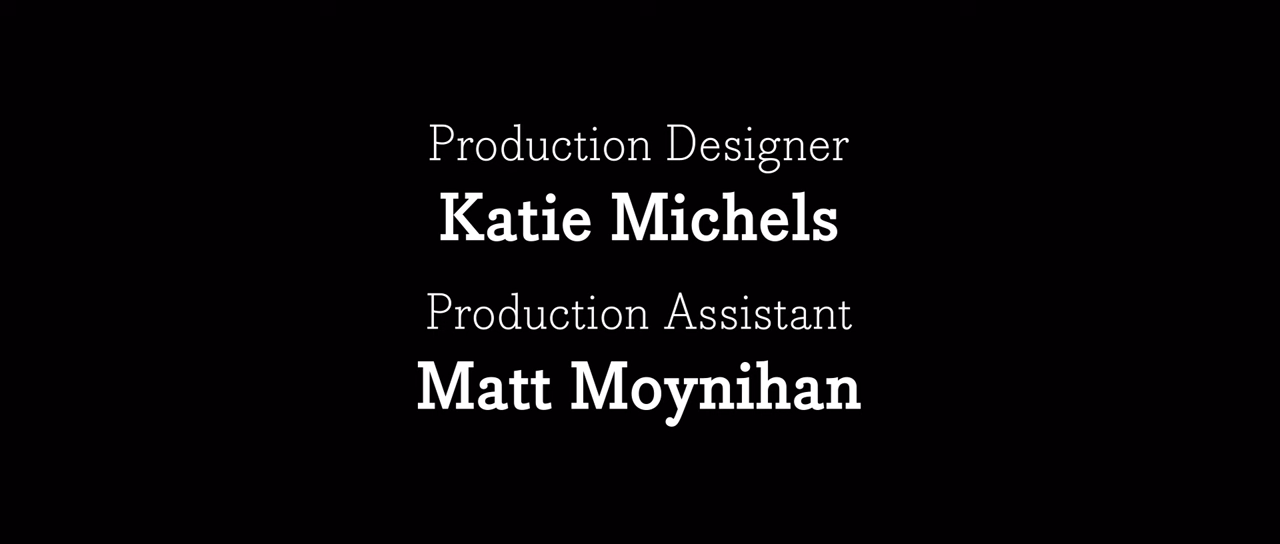 Production Designer
Katie Michels
Production Assistant
Matt Moynihan